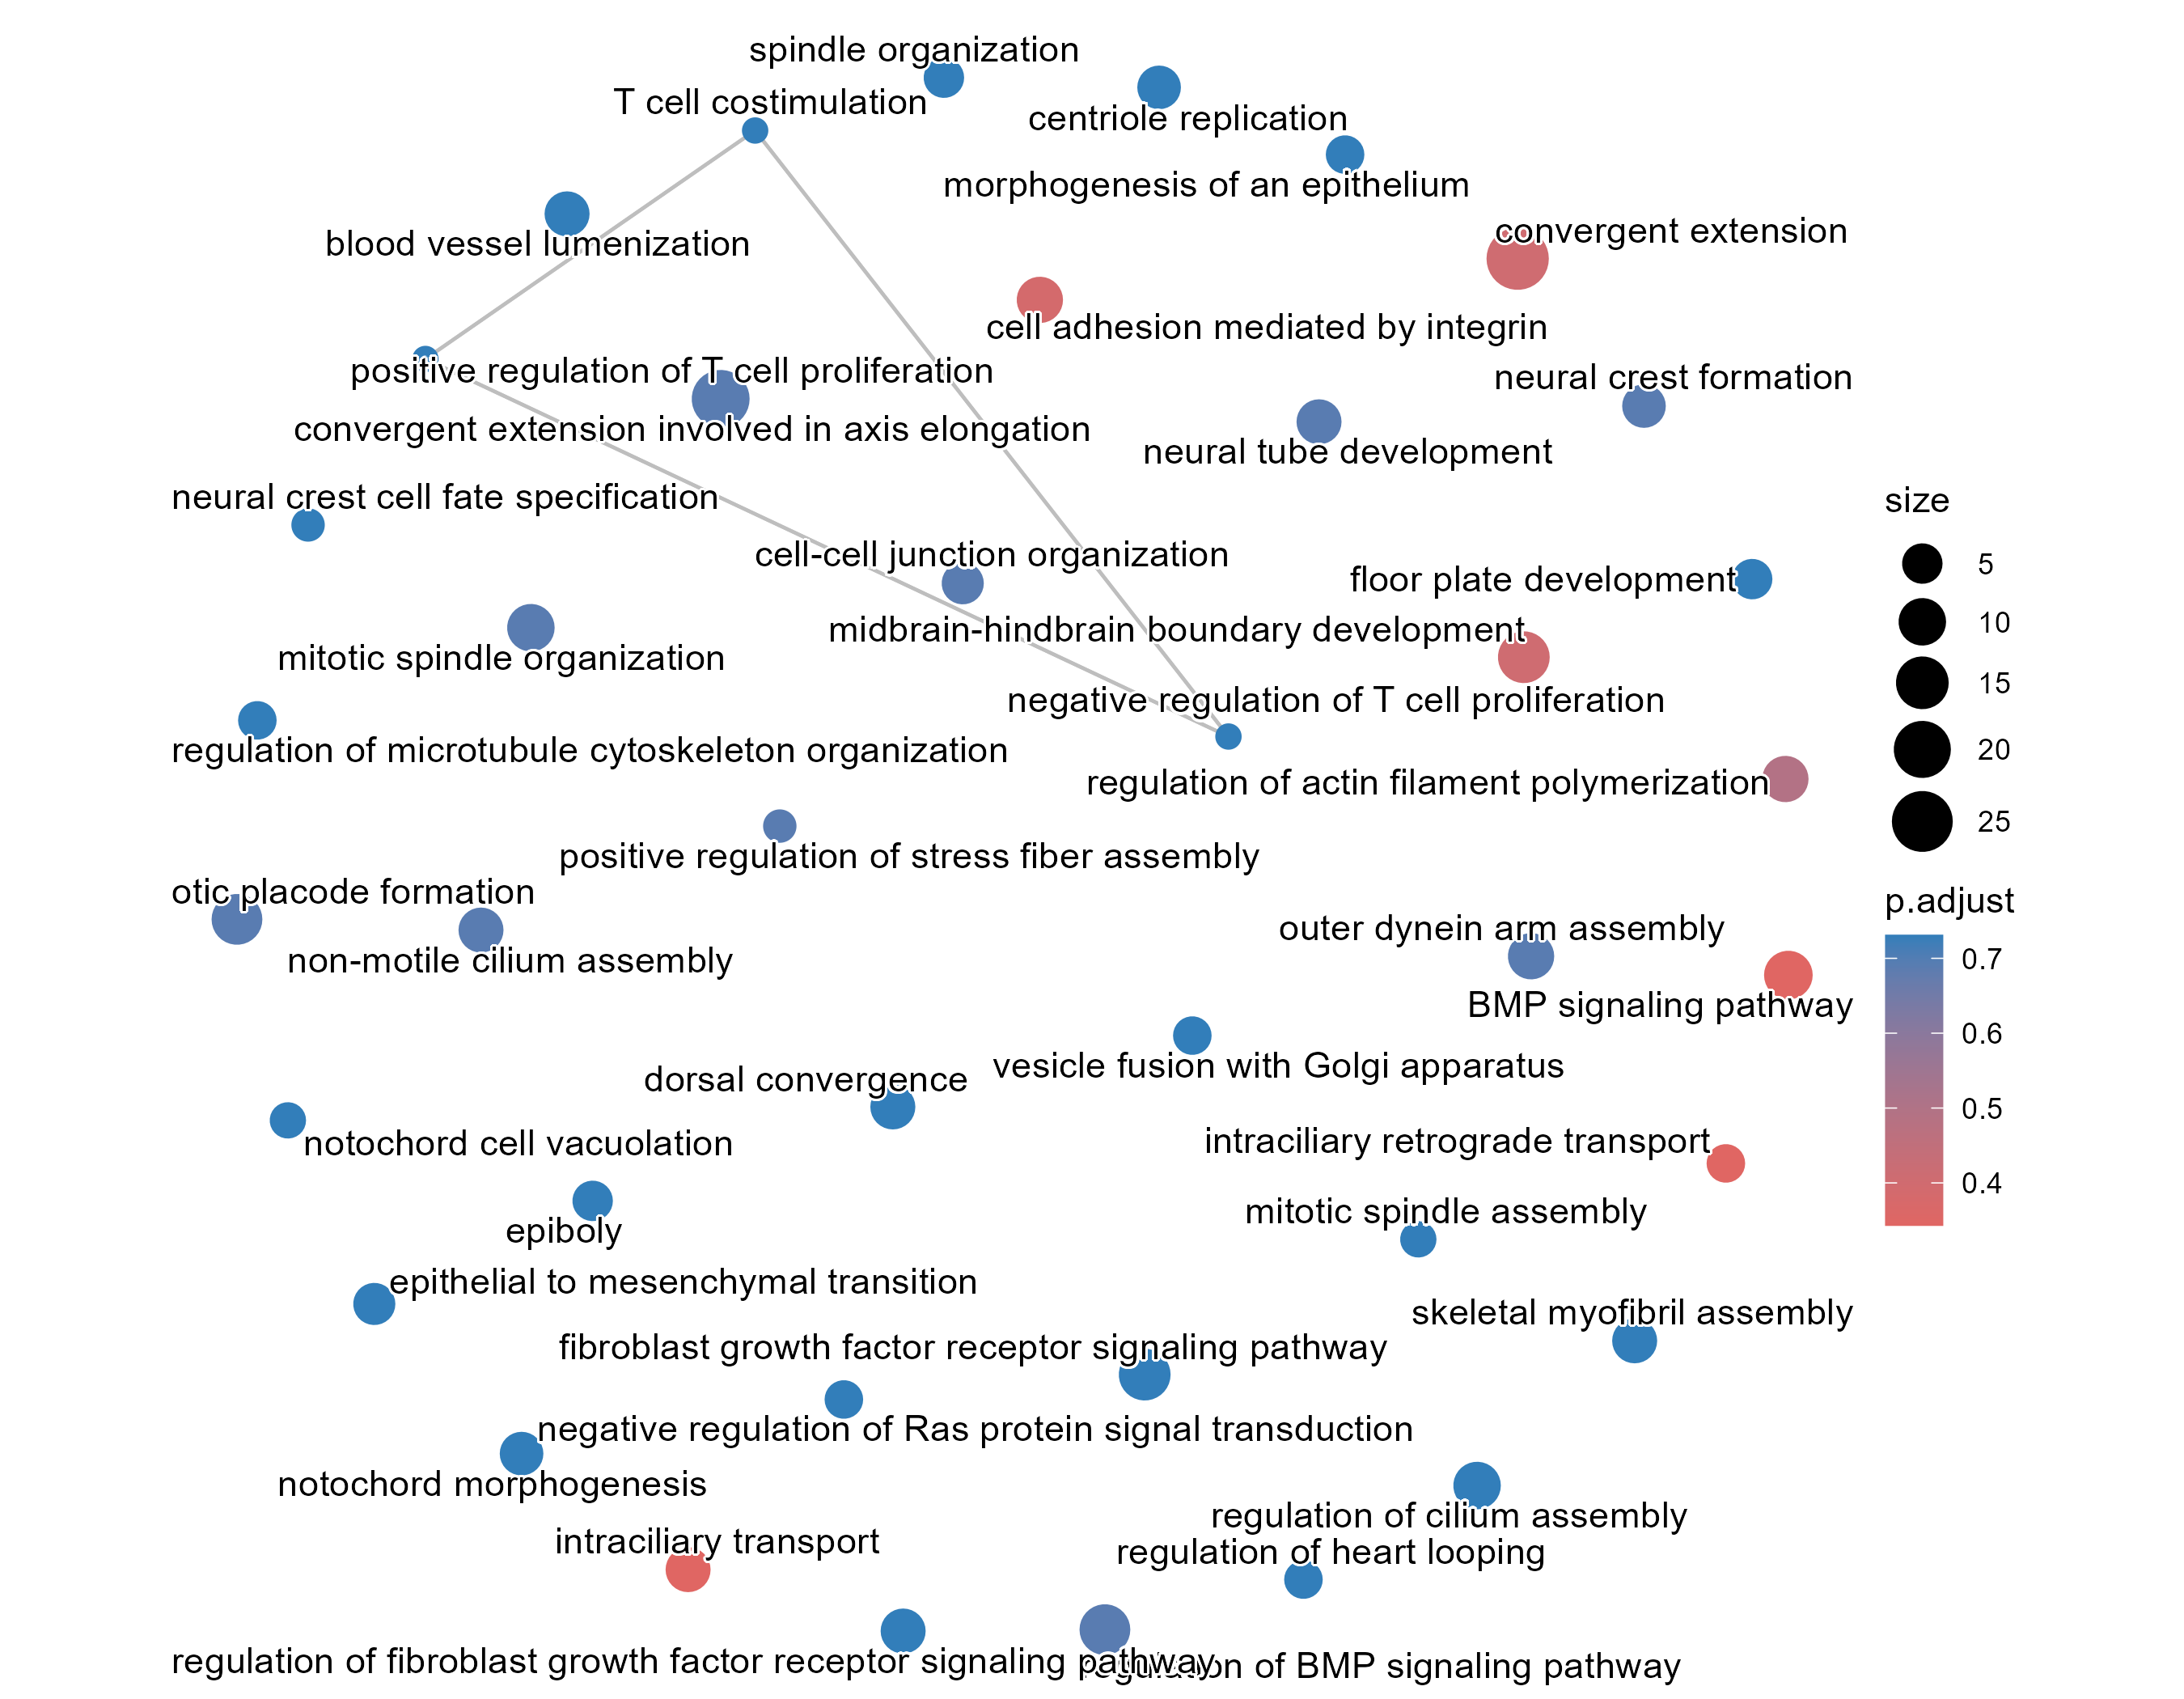 spindle organization
T cell costimulation
centriole replication
morphogenesis of an epithelium
convergent extension
blood vessel lumenization
cell adhesion mediated by integrin
positive regulation of T cell proliferation
neural crest formation
convergent extension involved in axis elongation
neural tube development
neural crest cell fate specification
cell-cell junction organization
floor plate development
midbrain-hindbrain boundary development
mitotic spindle organization
negative regulation of T cell proliferation
regulation of microtubule cytoskeleton organization
regulation of actin filament polymerization
positive regulation of stress fiber assembly
otic placode formation
non-motile cilium assembly
outer dynein arm assembly
BMP signaling pathway
vesicle fusion with Golgi apparatus
dorsal convergence
notochord cell vacuolation
intraciliary retrograde transport
epiboly
mitotic spindle assembly
epithelial to mesenchymal transition
skeletal myofibril assembly
fibroblast growth factor receptor signaling pathway
negative regulation of Ras protein signal transduction
notochord morphogenesis
regulation of cilium assembly
intraciliary transport
regulation of heart looping
regulation of fibroblast growth factor receptor signaling pathway
regulation of BMP signaling pathway
size
5
10
15
20
25
p.adjust
0.7
0.6
0.5
0.4